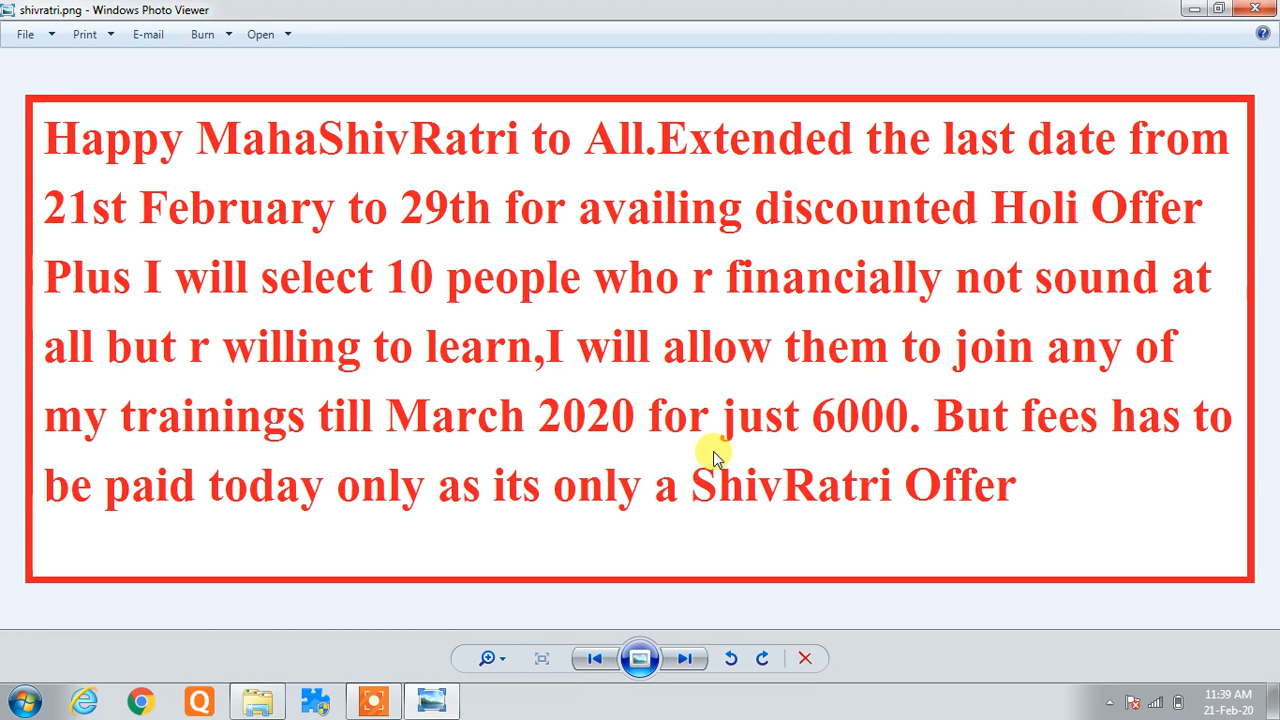 shivratri.png - Windows Photo Viewer
File Print E-mail Burn Open
Happy MahaShivRatri to All.Extended the last date from
21st February to 29th for availing discounted Holi Offer
Plus I will select 10 people who r financially not sound at
all but r willing to learn,I will allow them to join any of
my trainings till March 2020 for just 6000. But fees has to
be paid today only as its only a ShivRatri Offer
11:39 AM
21-Feb-20